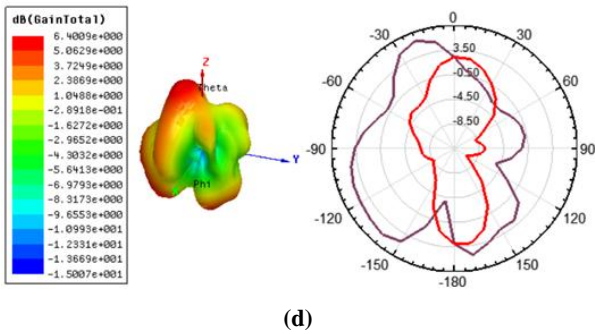 dB(GainTotal)
6.4009e+000
5.0629e+000
3.7249e+000
2.3869e+000
1.0488e+000
-2.8918e-001
-1.6272e+000
-2.9652e+000
-4.3032e+000
-5.6413e+000
-6.9793e+000
-8.3173e+000
-9.6553e+000
-1.0993e+001
-1.2331e+001
-1.3669e+001
-1.5007e+001
Z
Theta
Y
Phi
0
-30
30
3.50
-0.50
-60
60
-4.50
-8.50
-90
90
-120
120
-150
150
-180
(d)